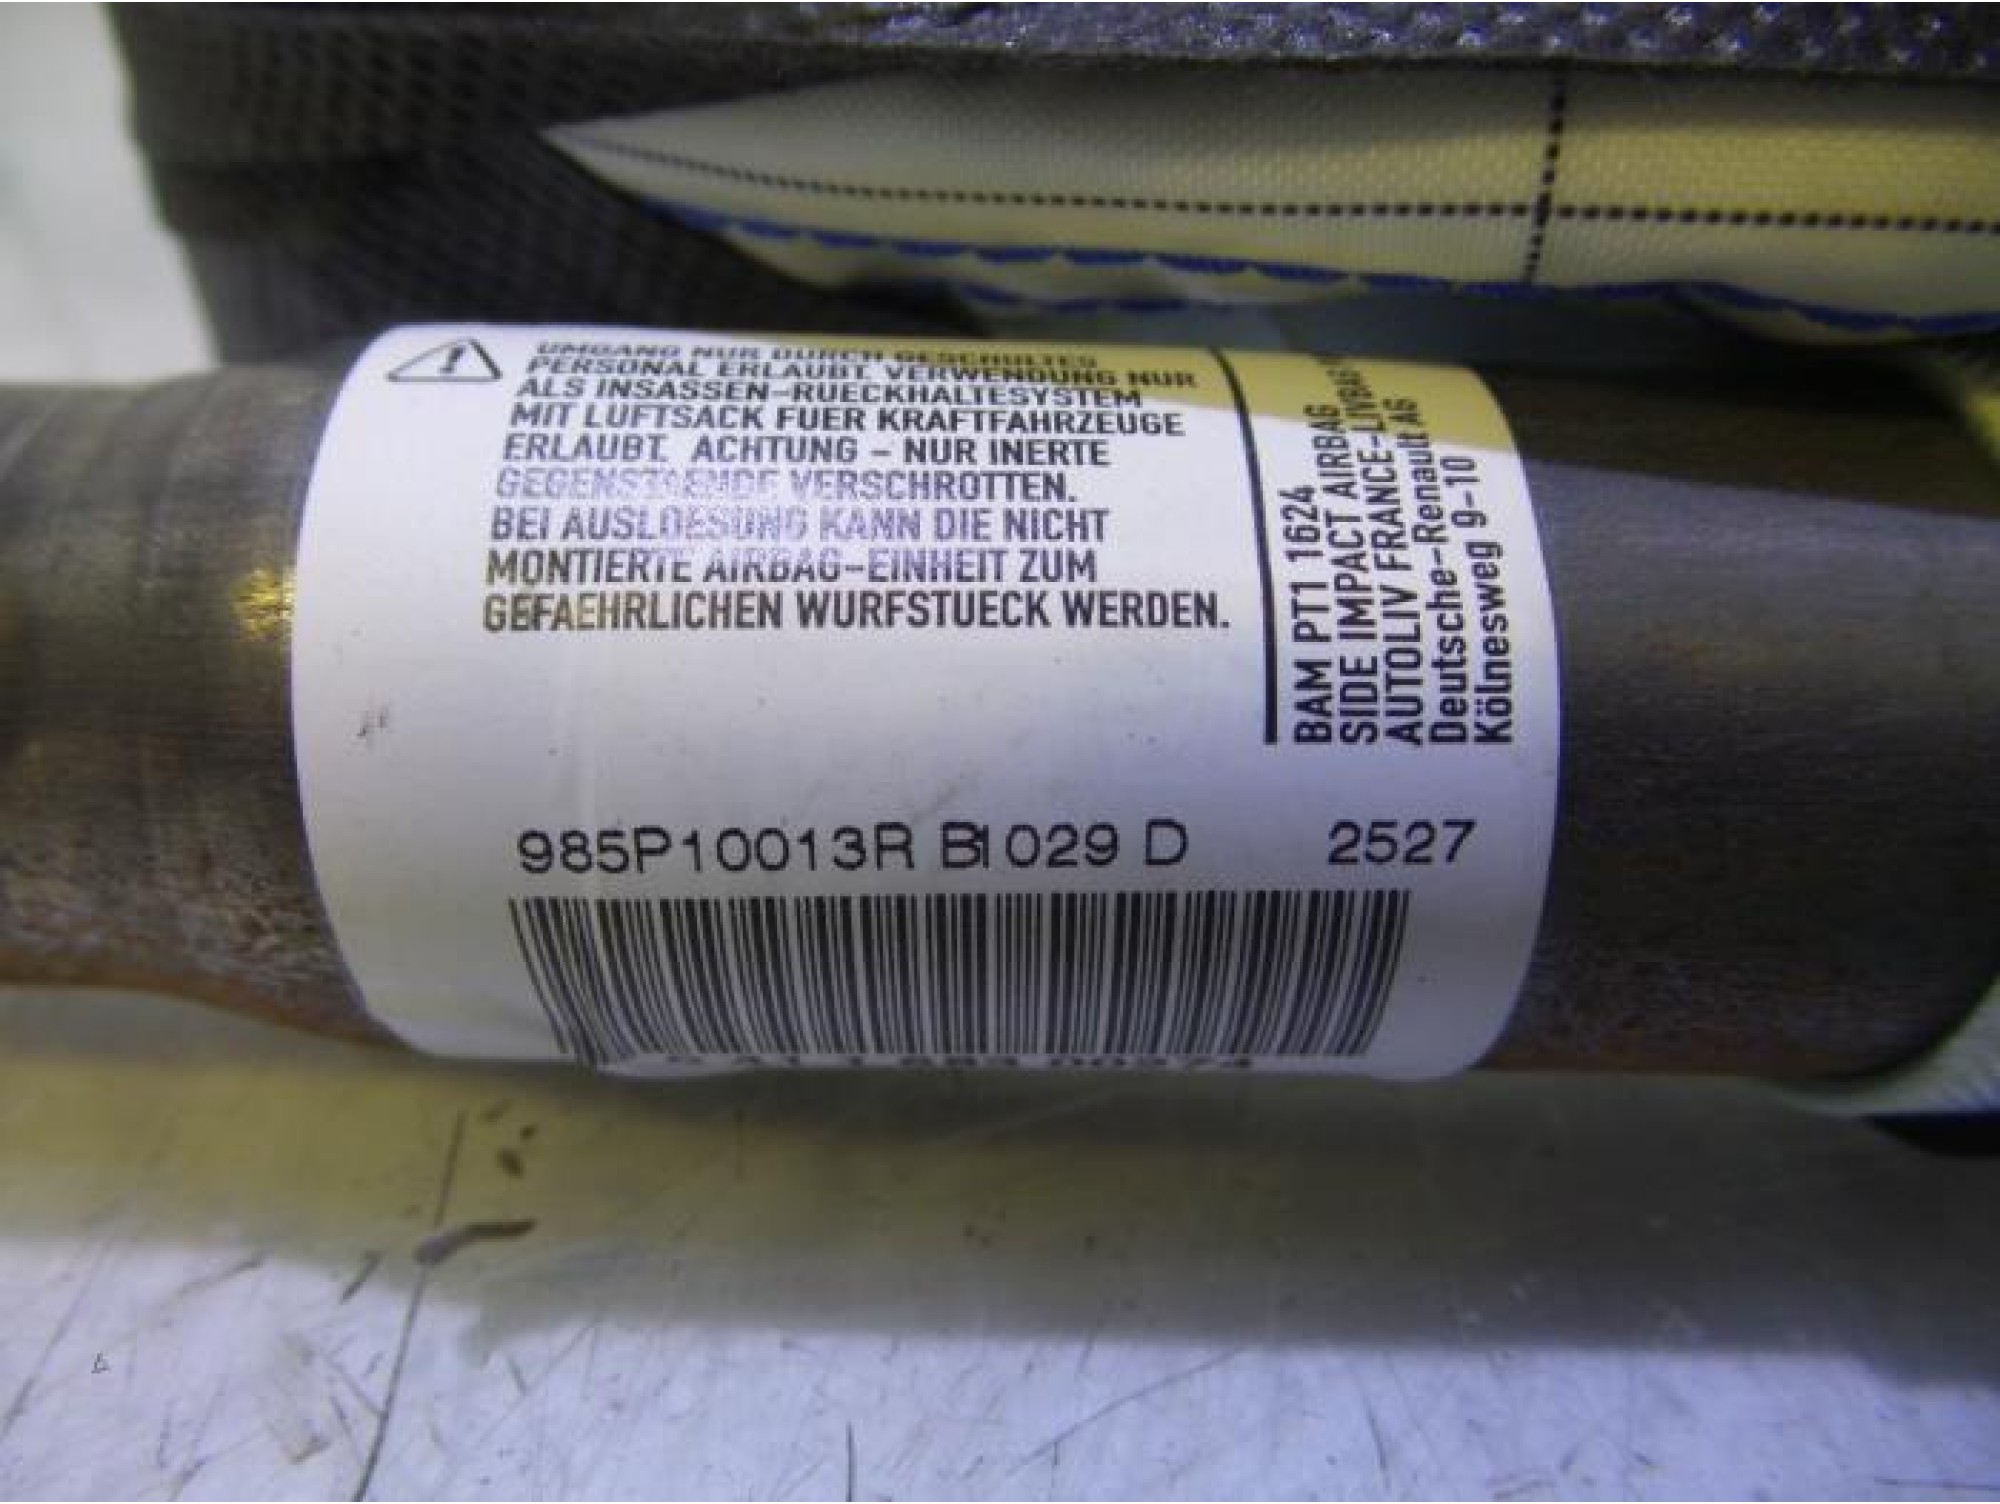 UMGANG NUR DURCH GESCHULTES
PERSONAL ERLAUBT. VERWENDUNG NUR
ALS INSASSEN-RUECKHALTESYSTEM
MIT LUFTSACK FUER KRAFTFAHRZEUGE
ERLAUBT. ACHTUNG - NUR INERTE
GEGENSTAENDE VERSCHROTTEN.
BEI AUSLOESUNG KANN DIE NICHT
MONTIERTE AIRBAG-EINHEIT ZUM
GEFAEHRLICHEN WURFSTUECK WERDEN.
BAM PT1 1624
SIDE IMPACT AIRBAG
AUTOLIV FRANCE-LIVBAG
Deutsche-Renault AG
Kölnesweg 9-10
985P10013R B1029 D 2527